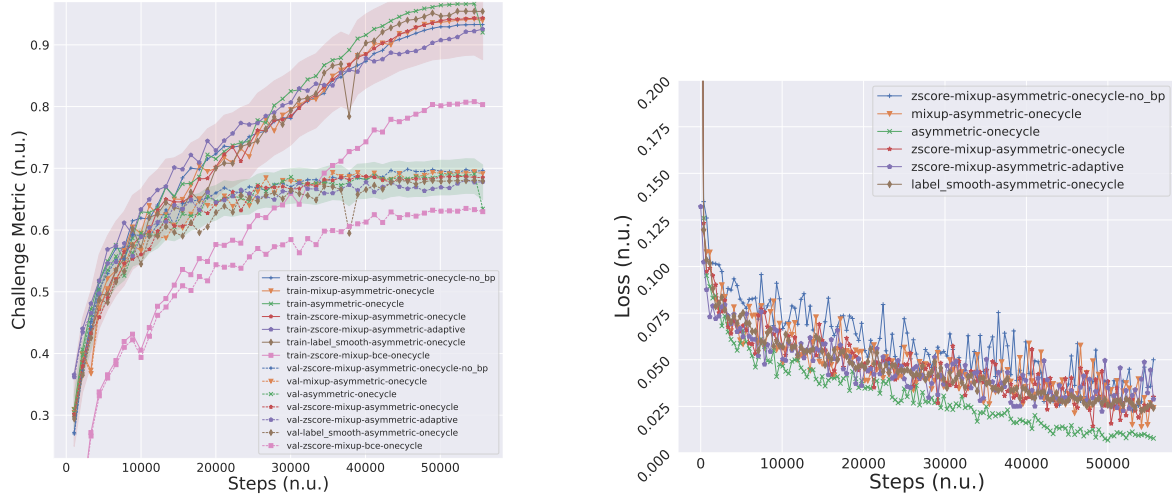 0.9
0.8
0.7
0.6
0.5
0.4
0.3
Challenge Metric (n.u.)
train-zscore-mixup-asymmetric-onecycle-no_bp
train-mixup-asymmetric-onecycle
train-asymmetric-onecycle
train-zscore-mixup-asymmetric-onecycle
train-zscore-mixup-asymmetric-adaptive
train-label_smooth-asymmetric-onecycle
train-zscore-mixup-bce-onecycle
val-zscore-mixup-asymmetric-onecycle-no_bp
val-mixup-asymmetric-onecycle
val-asymmetric-onecycle
val-zscore-mixup-asymmetric-onecycle
val-zscore-mixup-asymmetric-adaptive
val-label_smooth-asymmetric-onecycle
val-zscore-mixup-bce-onecycle
0 10000 20000 30000 40000 50000
Steps (n.u.)
0.200
0.175
0.150
0.125
0.100
0.075
0.050
0.025
0.000
Loss (n.u.)
zscore-mixup-asymmetric-onecycle-no_bp
mixup-asymmetric-onecycle
asymmetric-onecycle
zscore-mixup-asymmetric-onecycle
zscore-mixup-asymmetric-adaptive
label_smooth-asymmetric-onecycle
0 10000 20000 30000 40000 50000
Steps (n.u.)